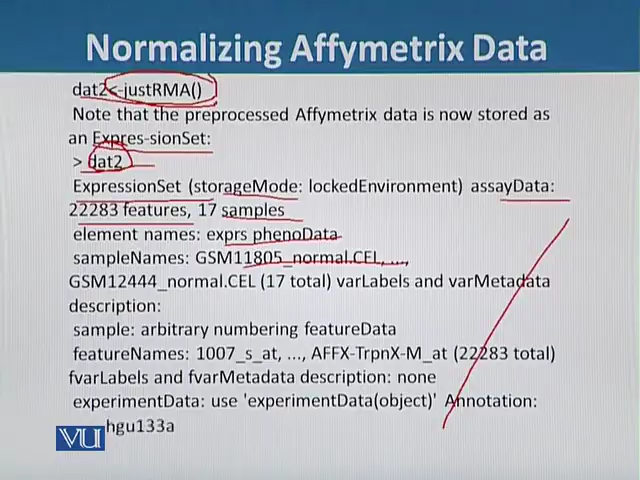 Normalizing Affymetrix Data
dat2<-justRMA()
Note that the preprocessed Affymetrix data is now stored as
an Expres-sionSet:
> dat2
ExpressionSet (storageMode: lockedEnvironment) assayData:
22283 features, 17 samples
element names: exprs phenoData
sampleNames: GSM11805_normal.CEL, ...,
GSM12444_normal.CEL (17 total) varLabels and varMetadata
description:
sample: arbitrary numbering featureData
featureNames: 1007_s_at, ..., AFFX-TrpnX-M_at (22283 total)
fvarLabels and fvarMetadata description: none
experimentData: use 'experimentData(object)' Annotation:
VU hgu133a